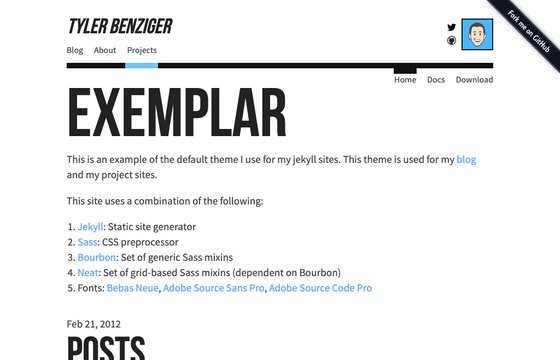 TYLER BENZIGER
Blog About Projects
Fork me on GitHub
Home Docs Download
EXEMPLAR
This is an example of the default theme I use for my jekyll sites. This theme is used for my blog
and my project sites.
This site uses a combination of the following:
1. Jekyll: Static site generator
2. Sass: CSS preprocessor
3. Bourbon: Set of generic Sass mixins
4. Neat: Set of grid-based Sass mixins (dependent on Bourbon)
5. Fonts: Bebas Neue, Adobe Source Sans Pro, Adobe Source Code Pro
Feb 21, 2012
POSTS